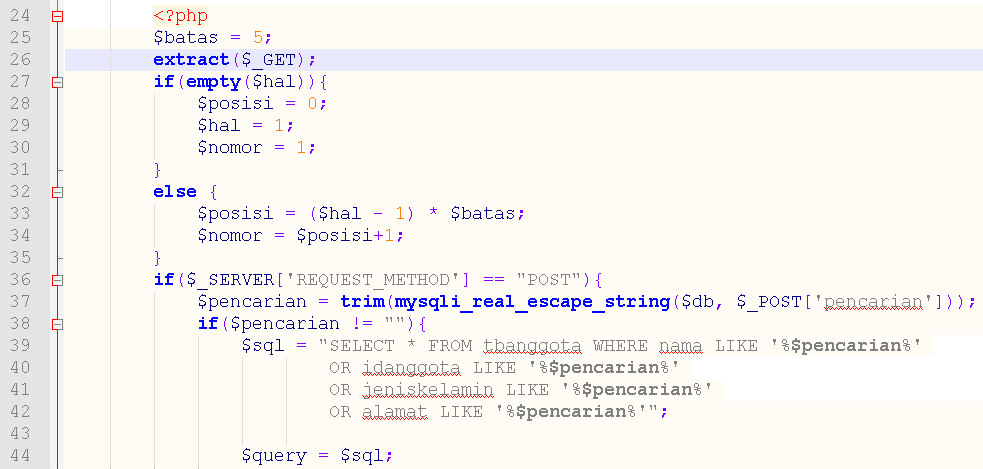 24 <?php
25 $batas = 5;
26 extract($_GET);
27 if(empty($hal)){
28 $posisi = 0;
29 $hal = 1;
30 $nomor = 1;
31 }
32 else {
33 $posisi = ($hal - 1) * $batas;
34 $nomor = $posisi+1;
35 }
36 if($_SERVER['REQUEST_METHOD'] == "POST"){
37 $pencarian = trim(mysqli_real_escape_string($db, $_POST['pencarian']));
38 if($pencarian != ""){
39 $sql = "SELECT * FROM tbanggota WHERE nama LIKE '%$pencarian%'
40 OR idanggota LIKE '%$pencarian%'
41 OR jeniskelamin LIKE '%$pencarian%'
42 OR alamat LIKE '%$pencarian%'";
43
44 $query = $sql;